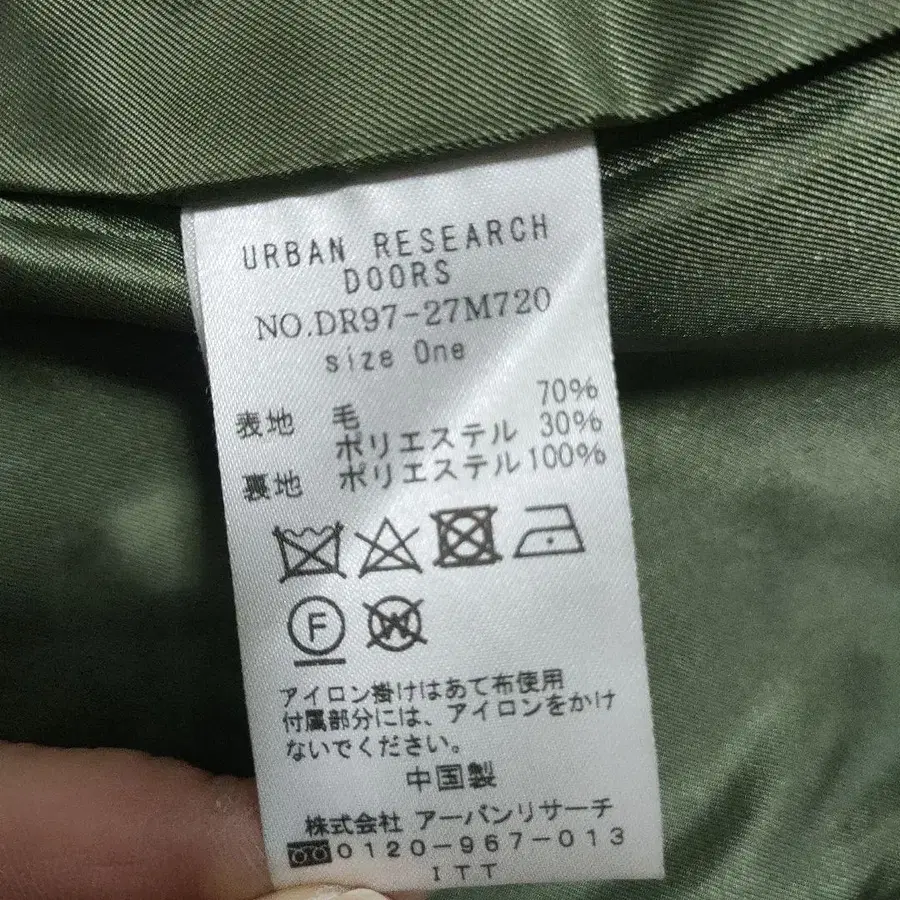 URBAN RESEARCH
DOORS
NO.DR97-27M720
size One
表地 毛 70%
ポリエステル 30%
裏地 ポリエステル 100%
F
W
アイロン掛けはあて布使用
付属部分には、アイロンをかけ
ないでください。
中国製
株式会社 アーバンリサーチ
0120-967-013
ITT